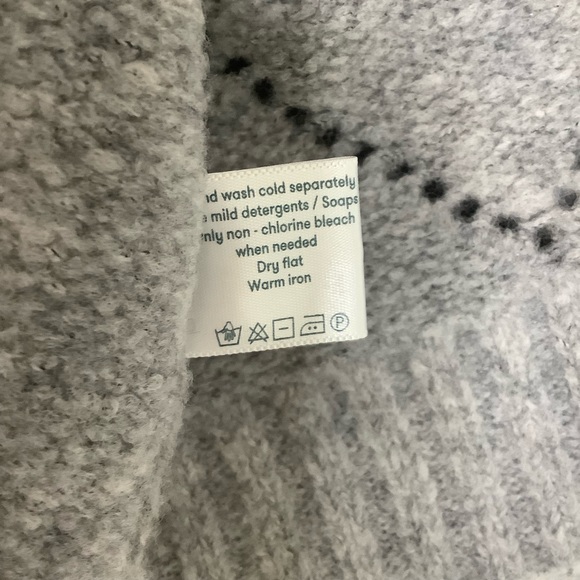 wash cold separately
mild detergents / Soaps
non - chlorine bleach
when needed
Dry flat
Warm iron
P